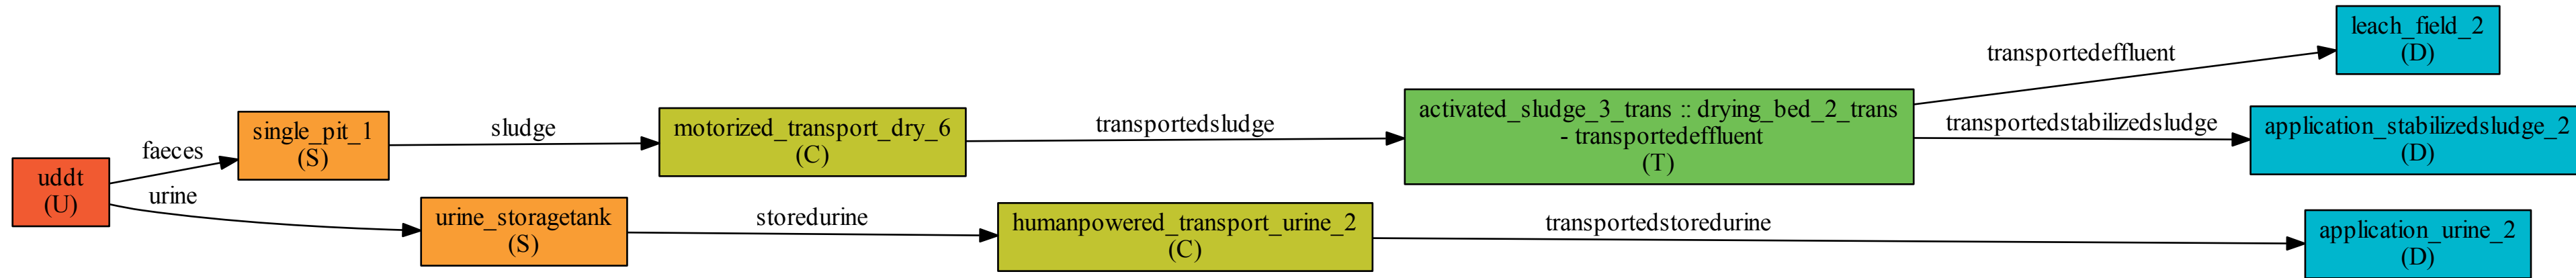 uddt
(U)
faeces
urine
single_pit_1
(S)
sludge
urine_storagetank
(S)
storedurine
motorized_transport_dry_6
(C)
transportedsludge
humanpowered_transport_urine_2
(C)
transportedstoredurine
activated_sludge_3_trans :: drying_bed_2_trans
- transportedeffluent
(T)
transportedeffluent
transportedstabilizedsludge
leach_field_2
(D)
application_stabilizedsludge_2
(D)
application_urine_2
(D)